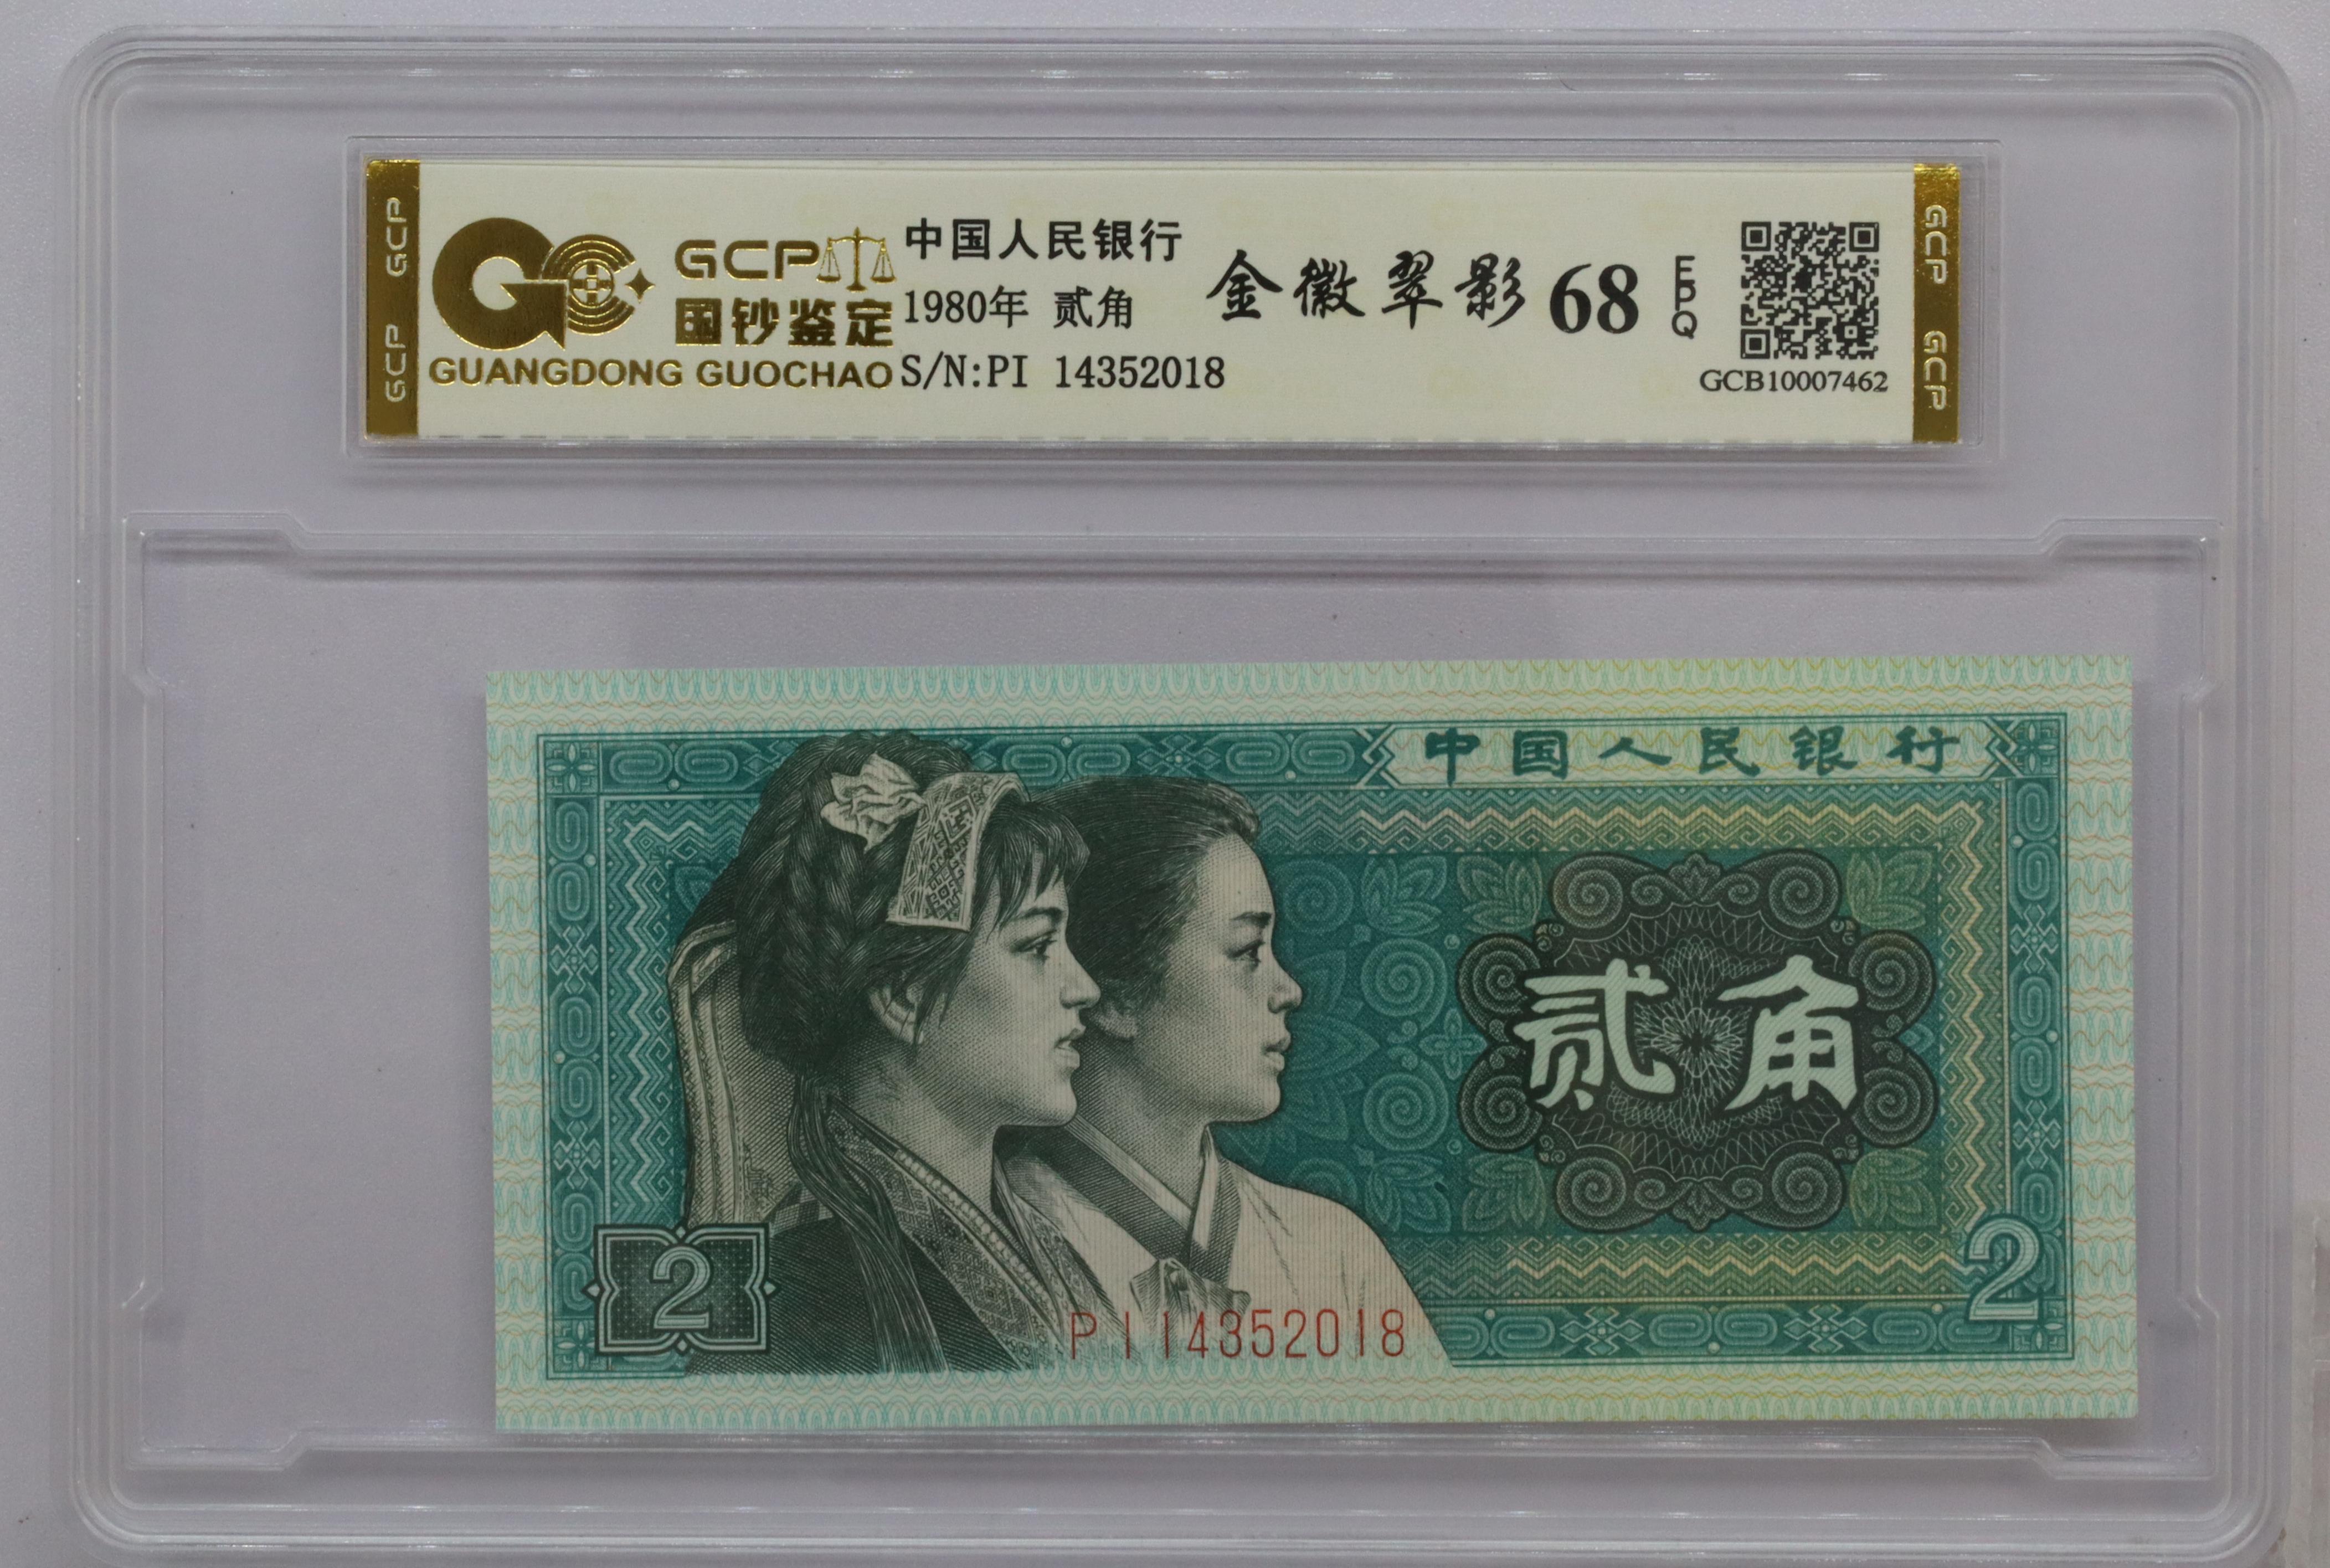 GCP GCP
GCP
国钞鉴定
GUANGDONG GUOCHAO
中国人民银行
1980年 贰角
S/N:PI 14352018
金徽翠影 68
EPQ
GCB10007462
GCP GCP
中国人民银行
贰角
2
2
PI14352018